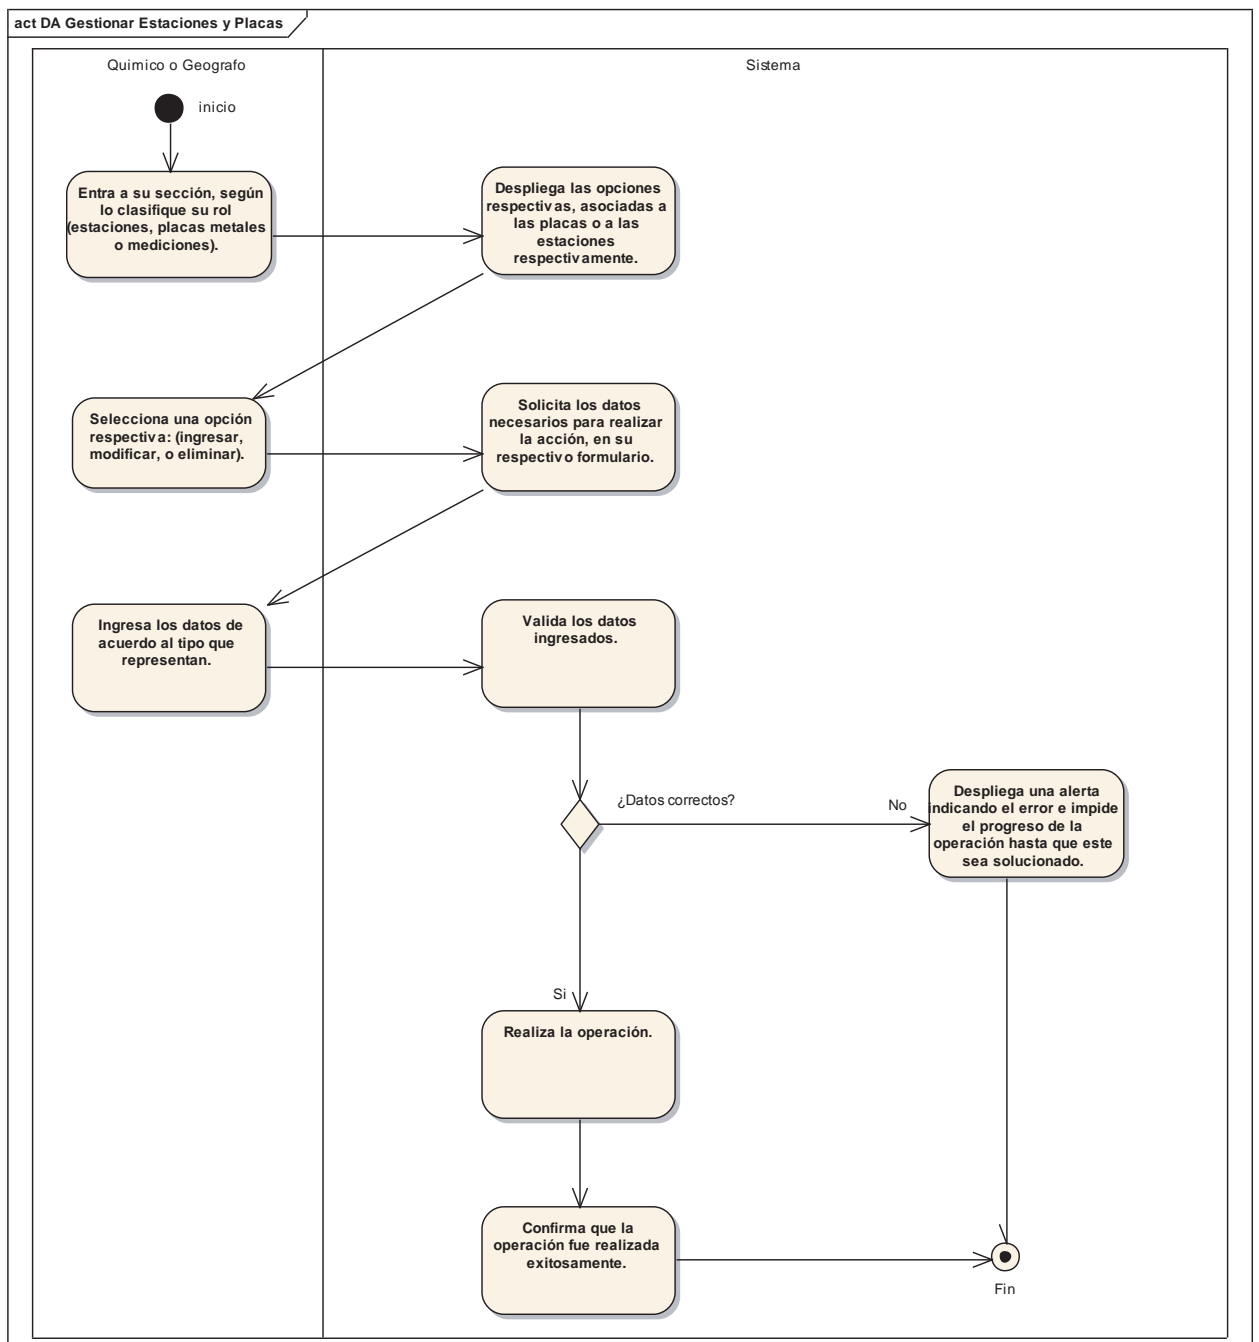 act DA Gestionar Estaciones y Placas
Quimico o Geografo
Sistema
inicio
Entra a su sección, según
lo clasifique su rol
(estaciones, placas metales
o mediciones).
Despliega las opciones
respectivas, asociadas a
las placas o a las
estaciones
respectivamente.
Selecciona una opción
respectiva: (ingresar,
modificar, o eliminar).
Solicita los datos
necesarios para realizar
la acción, en su
respectivo formulario.
Ingresa los datos de
acuerdo al tipo que
representan.
Valida los datos
ingresados.
¿Datos correctos?
No
Despliega una alerta
indicando el error e impide
el progreso de la
operación hasta que este
sea solucionado.
Si
Realiza la operación.
Confirma que la
operación fue realizada
exitosamente.
Fin